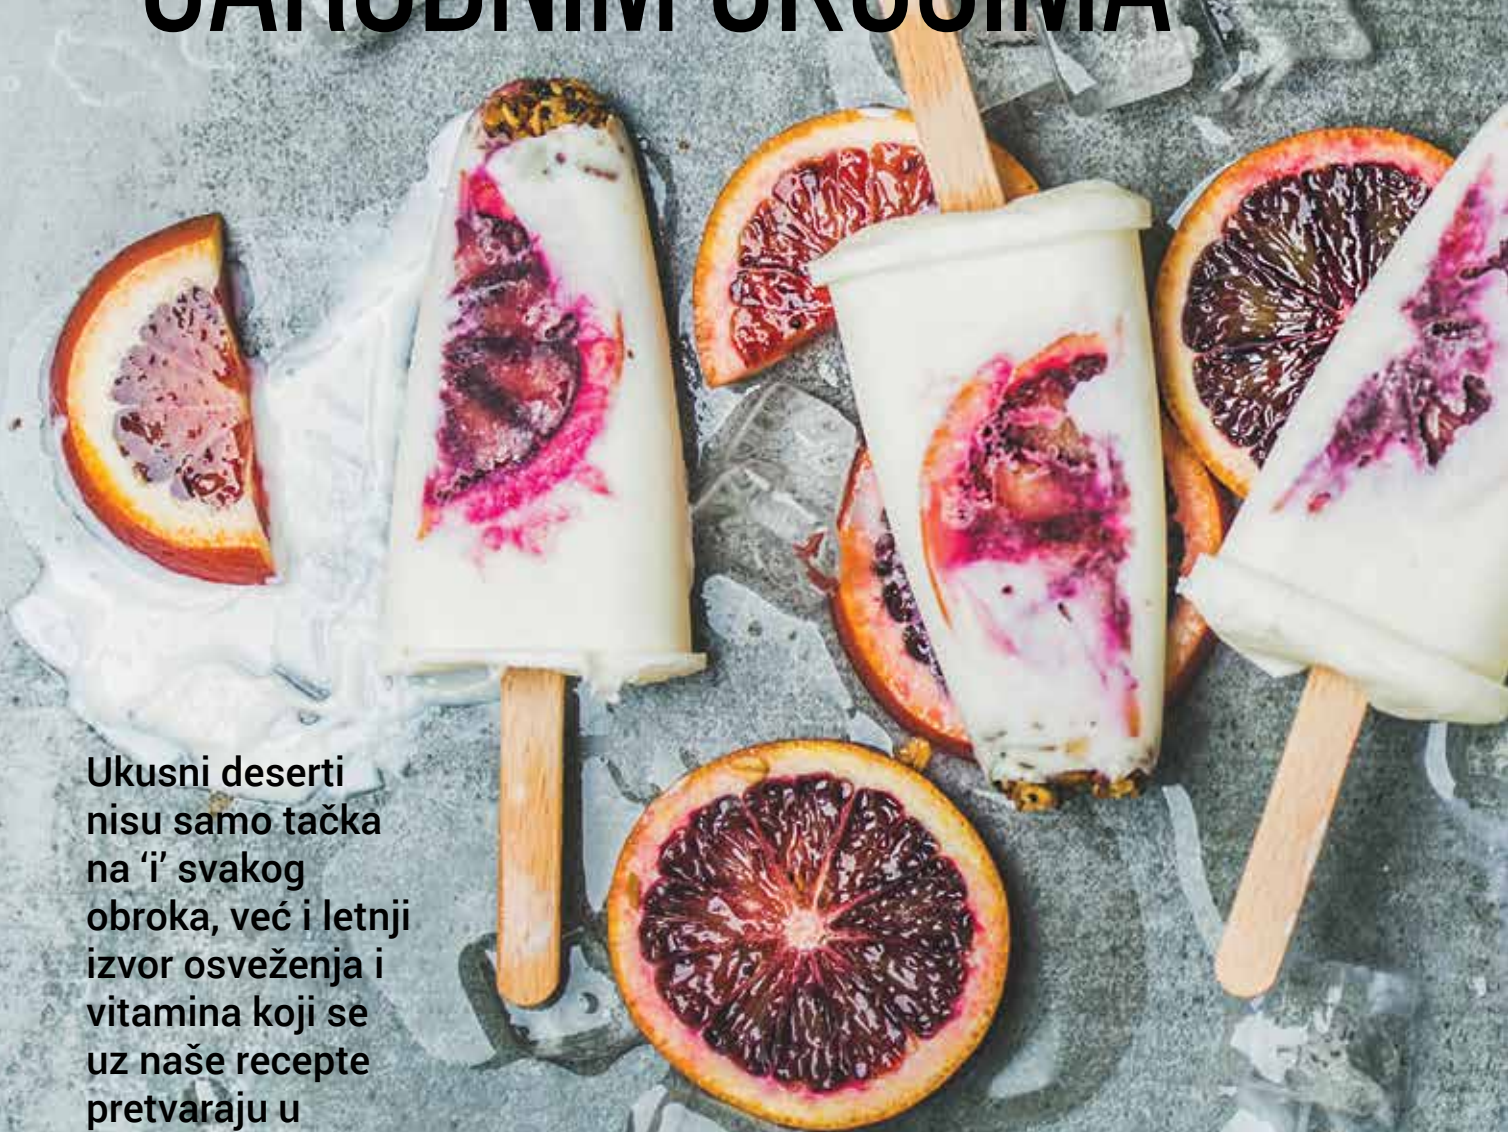 Ukusni deserti
nisu samo tačka
na ‘i’ svakog
obroka, već i letnji
izvor osveženja i
vitamina koji se
uz naše recepte
pretvaraju u